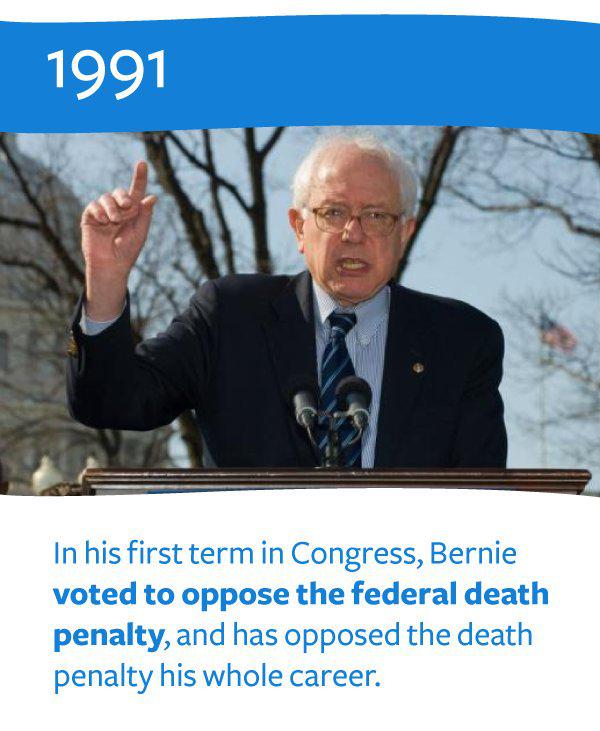 1991
In his first term in Congress, Bernie
voted to oppose the federal death
penalty, and has opposed the death
penalty his whole career.